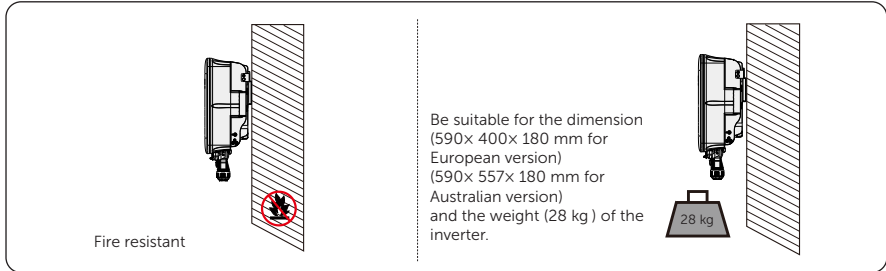 Fire resistant
Be suitable for the dimension
(590× 400× 180 mm for
European version)
(590× 557× 180 mm for
Australian version)
and the weight (28 kg ) of the
inverter.
28 kg